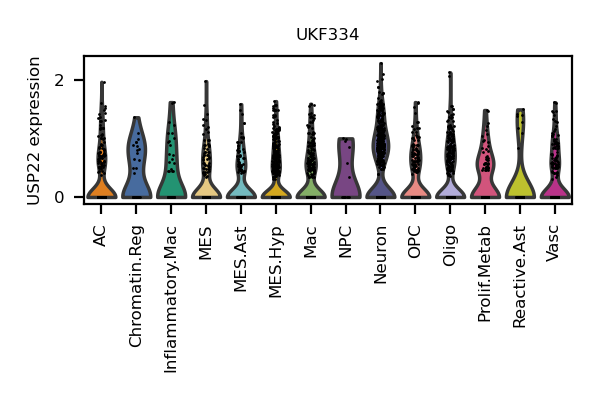 UKF334
USP22 expression
2
0
AC
Chromatin.Reg
Inflammatory.Mac
MES
MES.Ast
MES.Hyp
Mac
NPC
Neuron
OPC
Oligo
Prolif.Metab
Reactive.Ast
Vasc